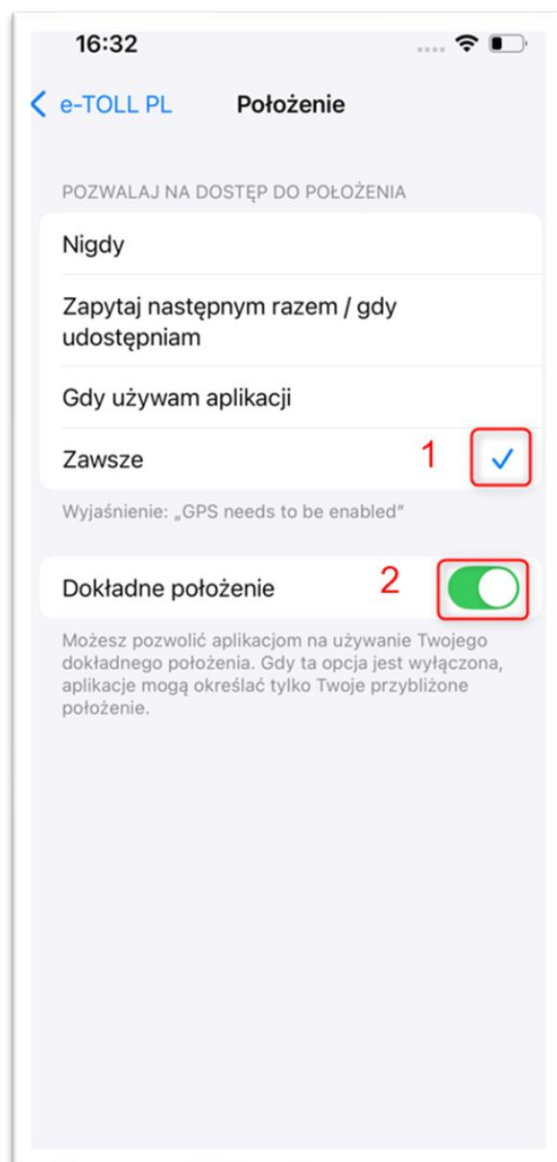 16:32
e-TOLL PL Położenie
POZWALAJ NA DOSTĘP DO POŁOŻENIA
Nigdy
Zapytaj następnym razem / gdy
udostępniam
Gdy używam aplikacji
Zawsze 1
Wyjaśnienie: „GPS needs to be enabled”
Dokładne położenie 2
Możesz pozwolić aplikacjom na używanie Twojego
dokładnego położenia. Gdy ta opcja jest wyłączona,
aplikacje mogą określać tylko Twoje przybliżone
położenie.